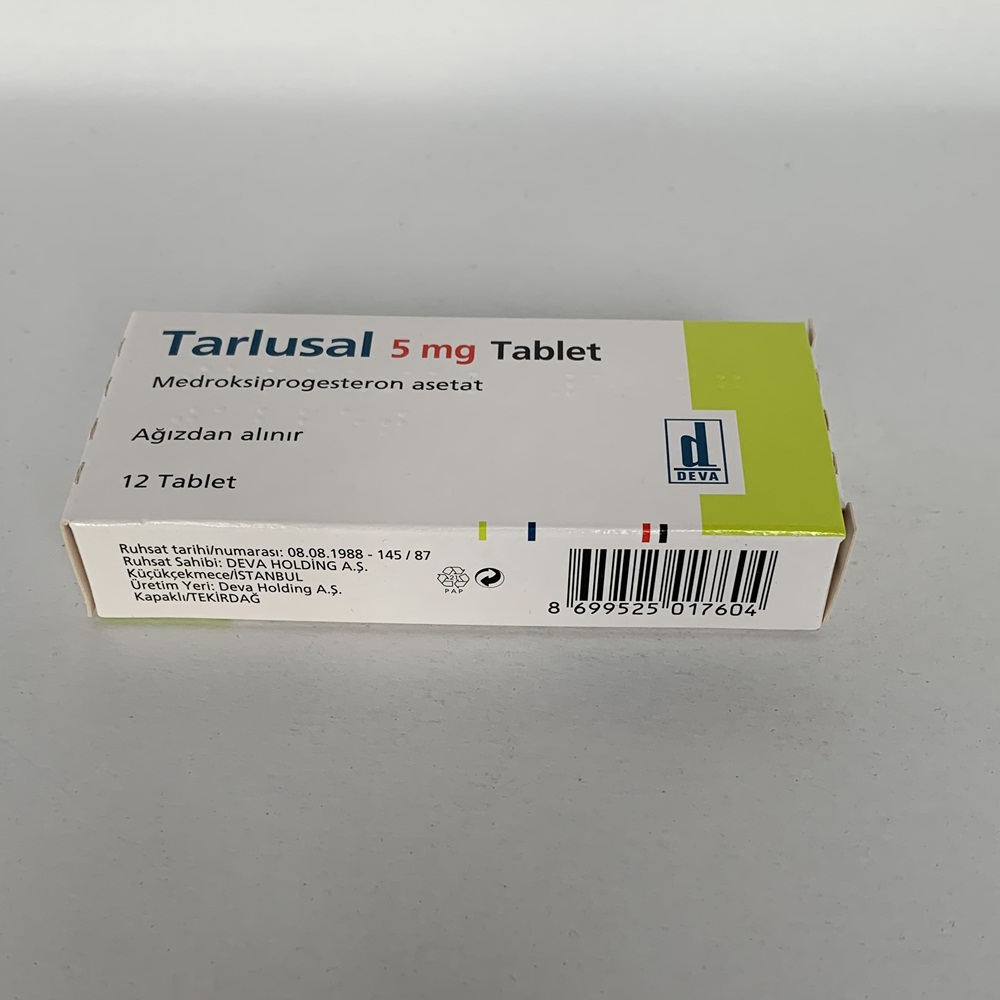 Tarlusal 5 mg Tablet
Medroksiprogesteron asetat
Ağızdan alınır
12 Tablet
d
DEVA
Ruhsat tarihi/numarası: 08.08.1988 - 145 / 87
Ruhsat Sahibi: DEVA HOLDİNG A.Ş.
Küçükçekmece/İSTANBUL
Üretim Yeri: Deva Holding A.Ş.
Kapaklı/TEKİRDAĞ
PAP
8 699525 017604